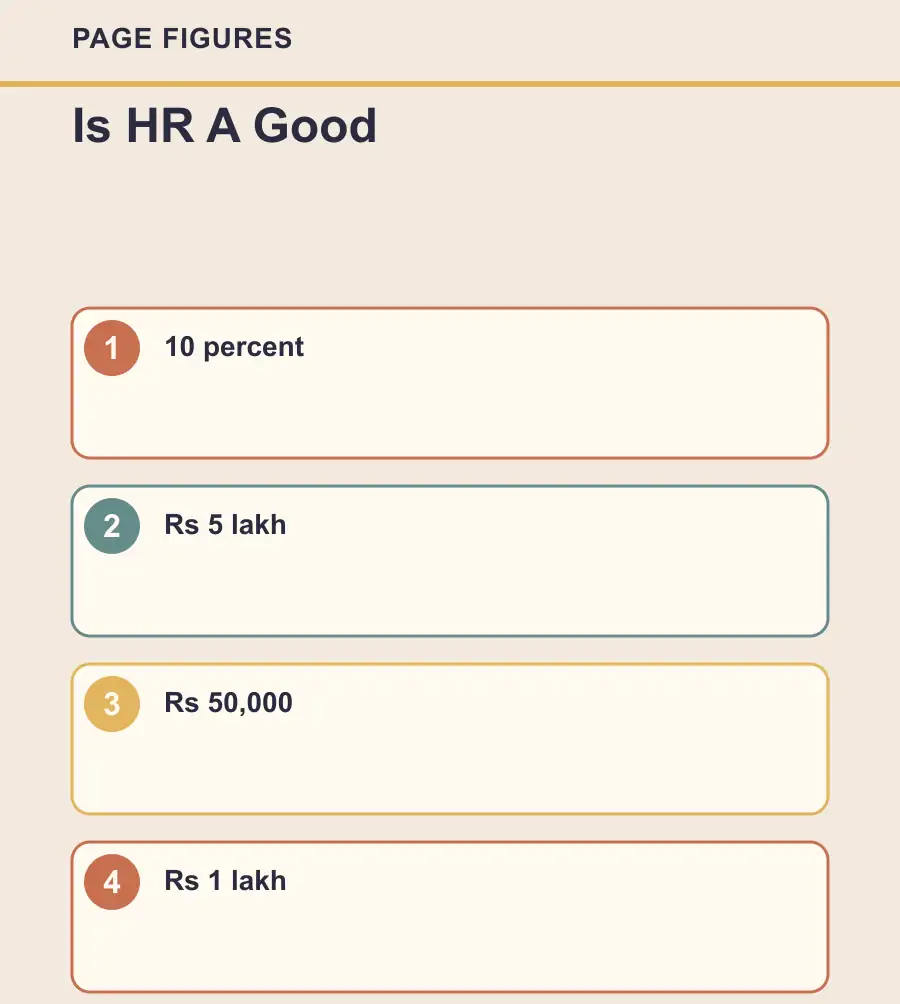 PAGE FIGURES
Is HR A Good
1 10 percent
2 Rs 5 lakh
3 Rs 50,000
4 Rs 1 lakh